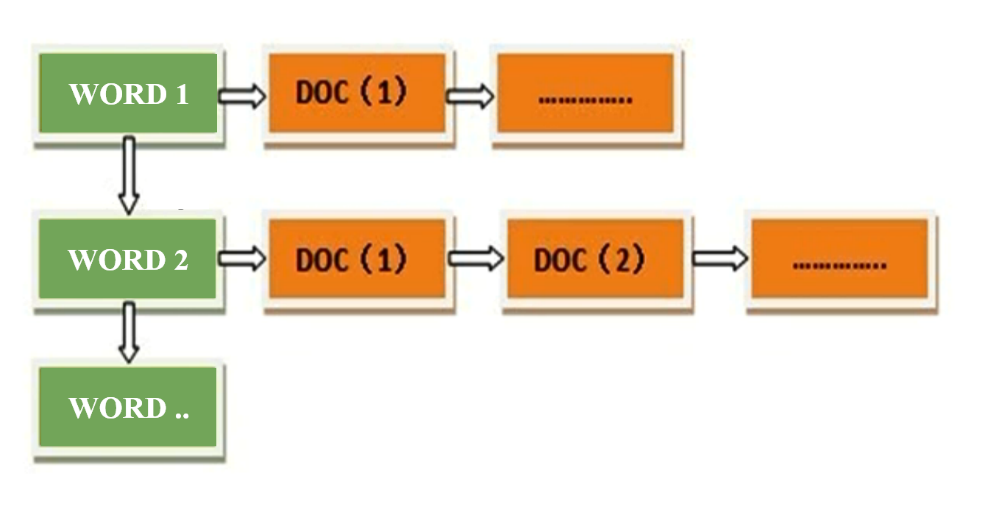 WORD 1
DOC（1）
…………..
WORD 2
DOC（1）
DOC（2）
…………..
WORD ..